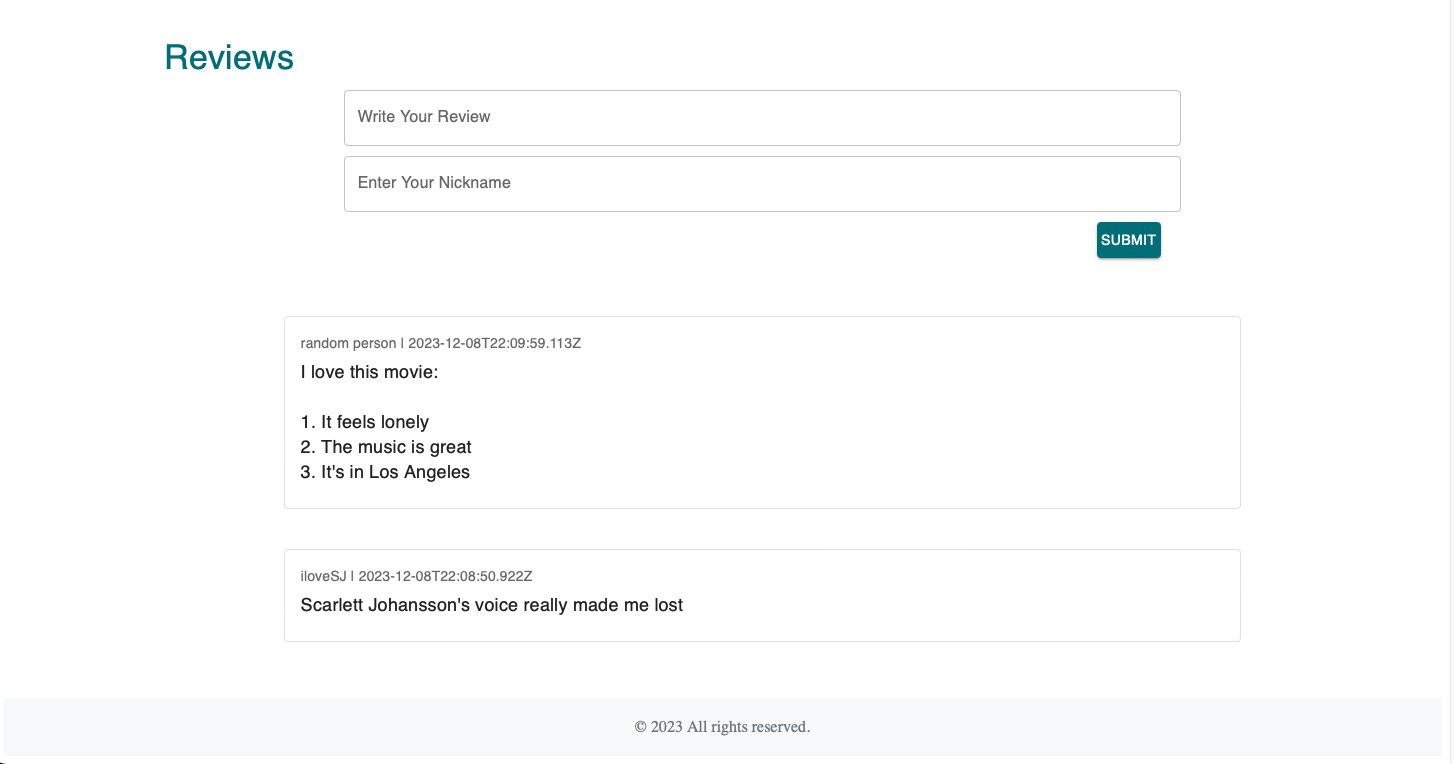 Reviews
Write Your Review
Enter Your Nickname
SUBMIT
random person | 2023-12-08T22:09:59.113Z
I love this movie:
1. It feels lonely
2. The music is great
3. It's in Los Angeles
iloveSJ | 2023-12-08T22:08:50.922Z
Scarlett Johansson's voice really made me lost
© 2023 All rights reserved.